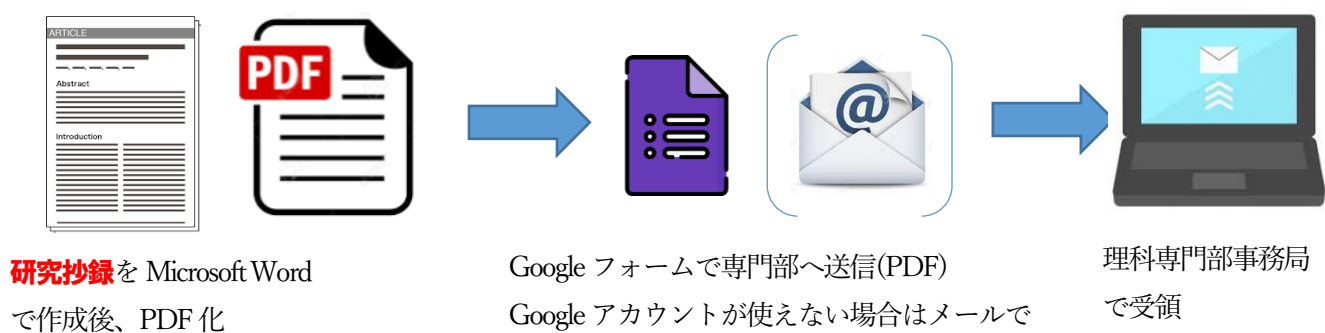 ARTICLE
Abstract
Introduction
PDF
@
研究抄録を Microsoft Word
で作成後、PDF 化
Google フォームで専門部へ送信(PDF)
Google アカウントが使えない場合はメールで
理科専門部事務局
で受領